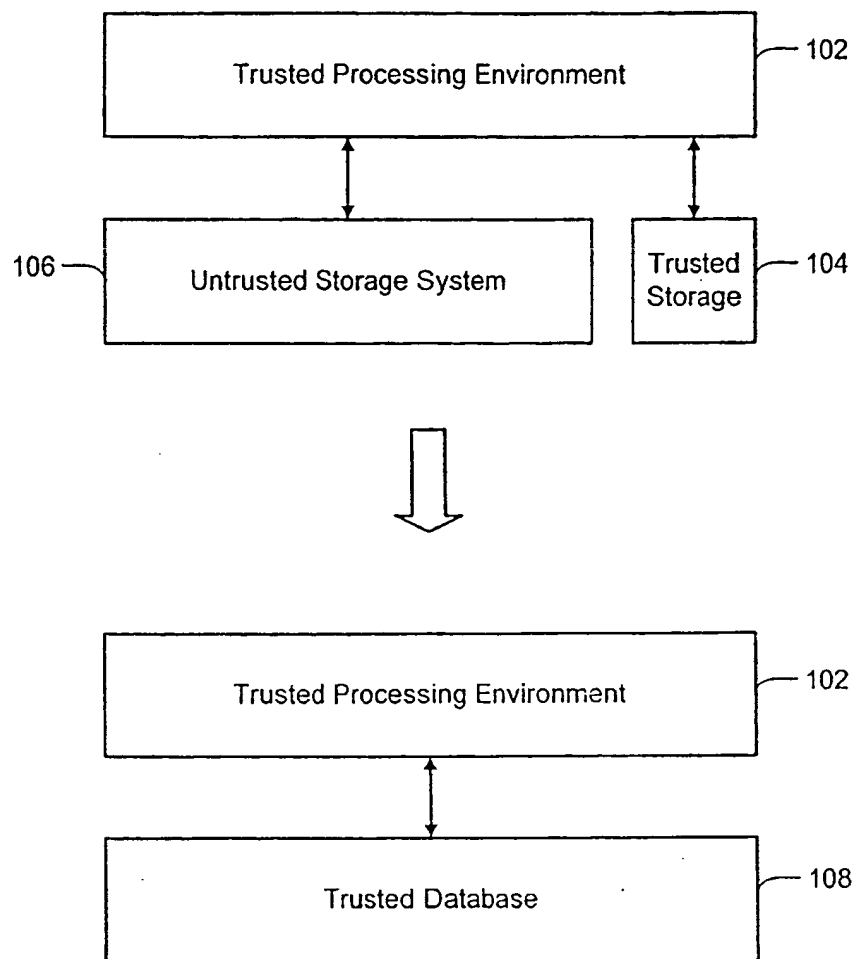 Trusted Processing Environment
102
106
Untrusted Storage System
Trusted
Storage
104
Trusted Processing Environment
102
Trusted Database
108